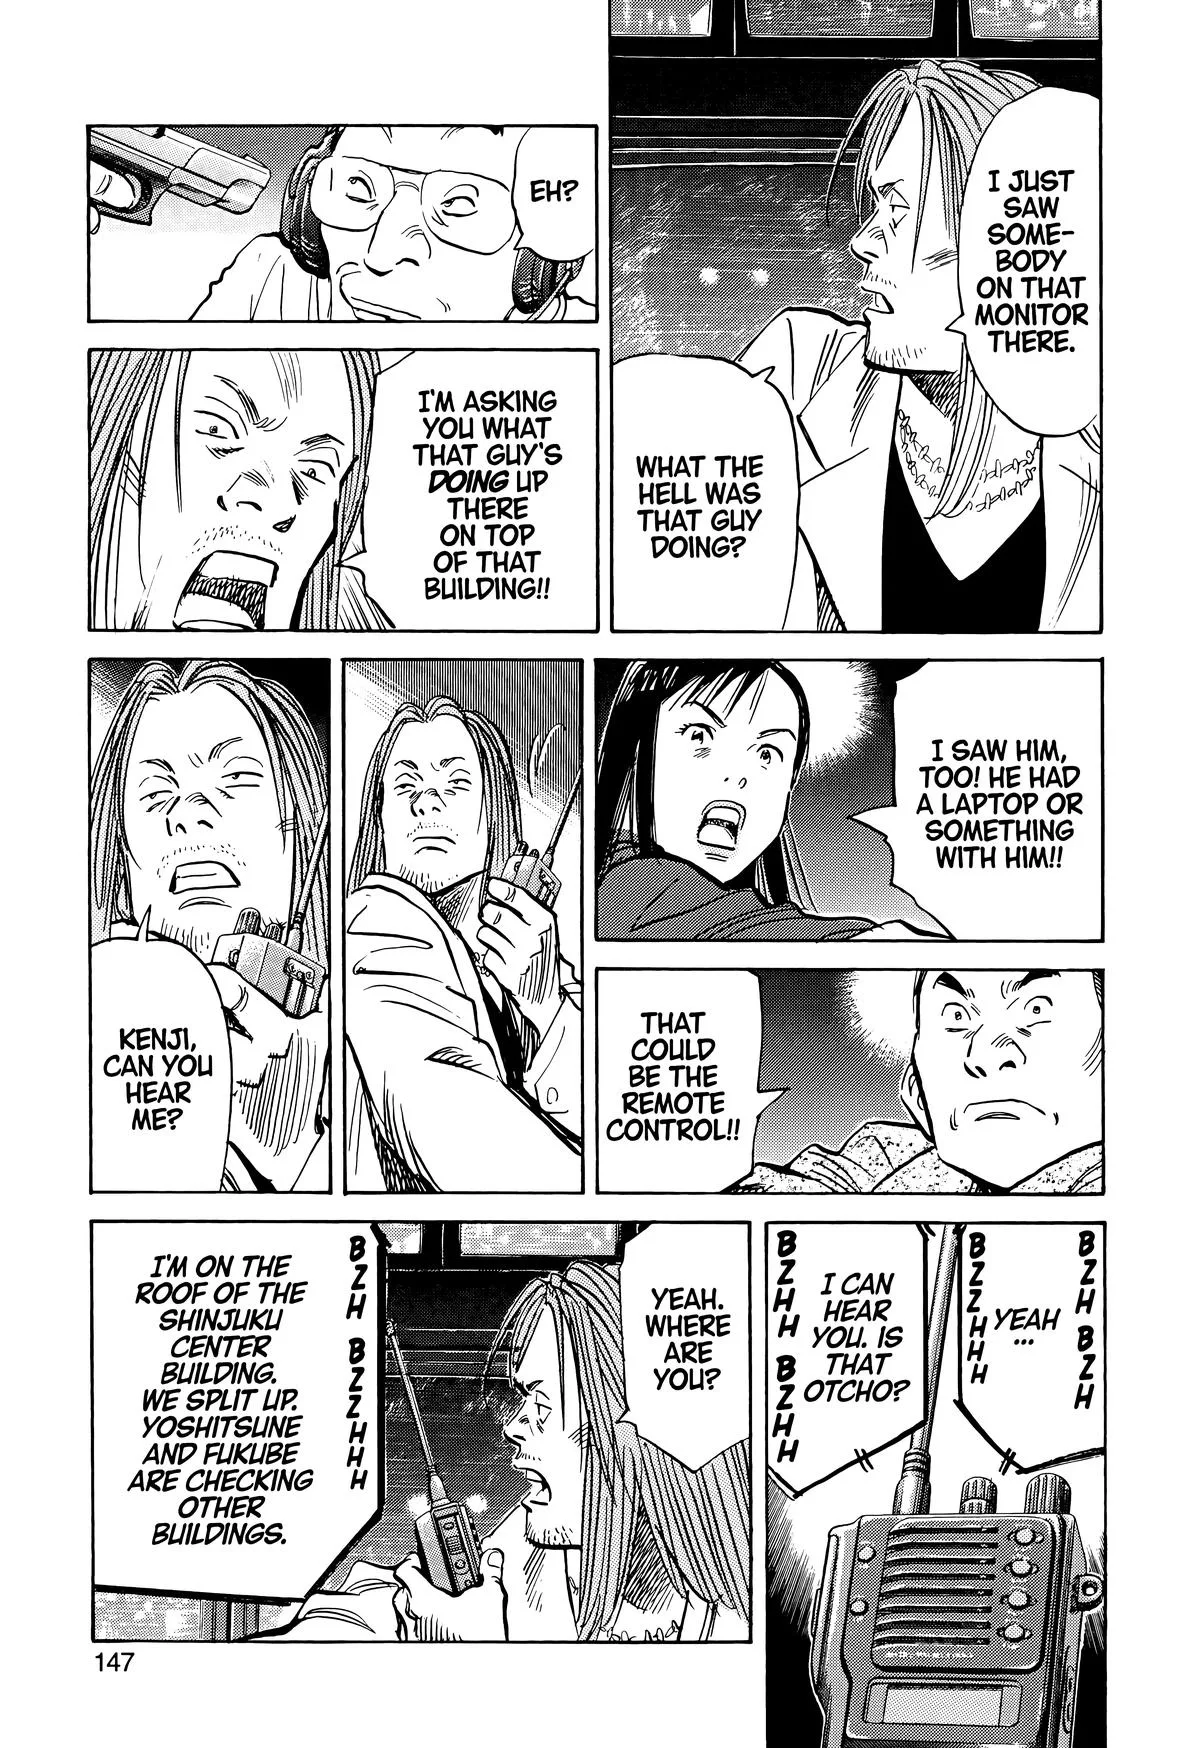 I JUST
SAW
SOME-
BODY
ON THAT
MONITOR
THERE.
WHAT THE
HELL WAS
THAT GUY
DOING?
EH?
I'M ASKING
YOU WHAT
THAT GUY'S
DOING UP
THERE
ON TOP
OF THAT
BUILDING!!
I SAW HIM,
TOO! HE HAD
A LAPTOP OR
SOMETHING
WITH HIM!!
THAT
COULD
BE THE
REMOTE
CONTROL!!
KENJI,
CAN YOU
HEAR
ME?
BZH BZH
YEAH
...
BZZHHH
I CAN
HEAR
YOU. IS
THAT
OTCHO?
BZHH BZHH
YEAH.
WHERE
ARE
YOU?
BZH BZZHHH
I'M ON THE
ROOF OF THE
SHINJUKU
CENTER
BUILDING.
WE SPLIT UP.
YOSHITSUNE
AND FUKUBE
ARE CHECKING
OTHER
BUILDINGS.
147